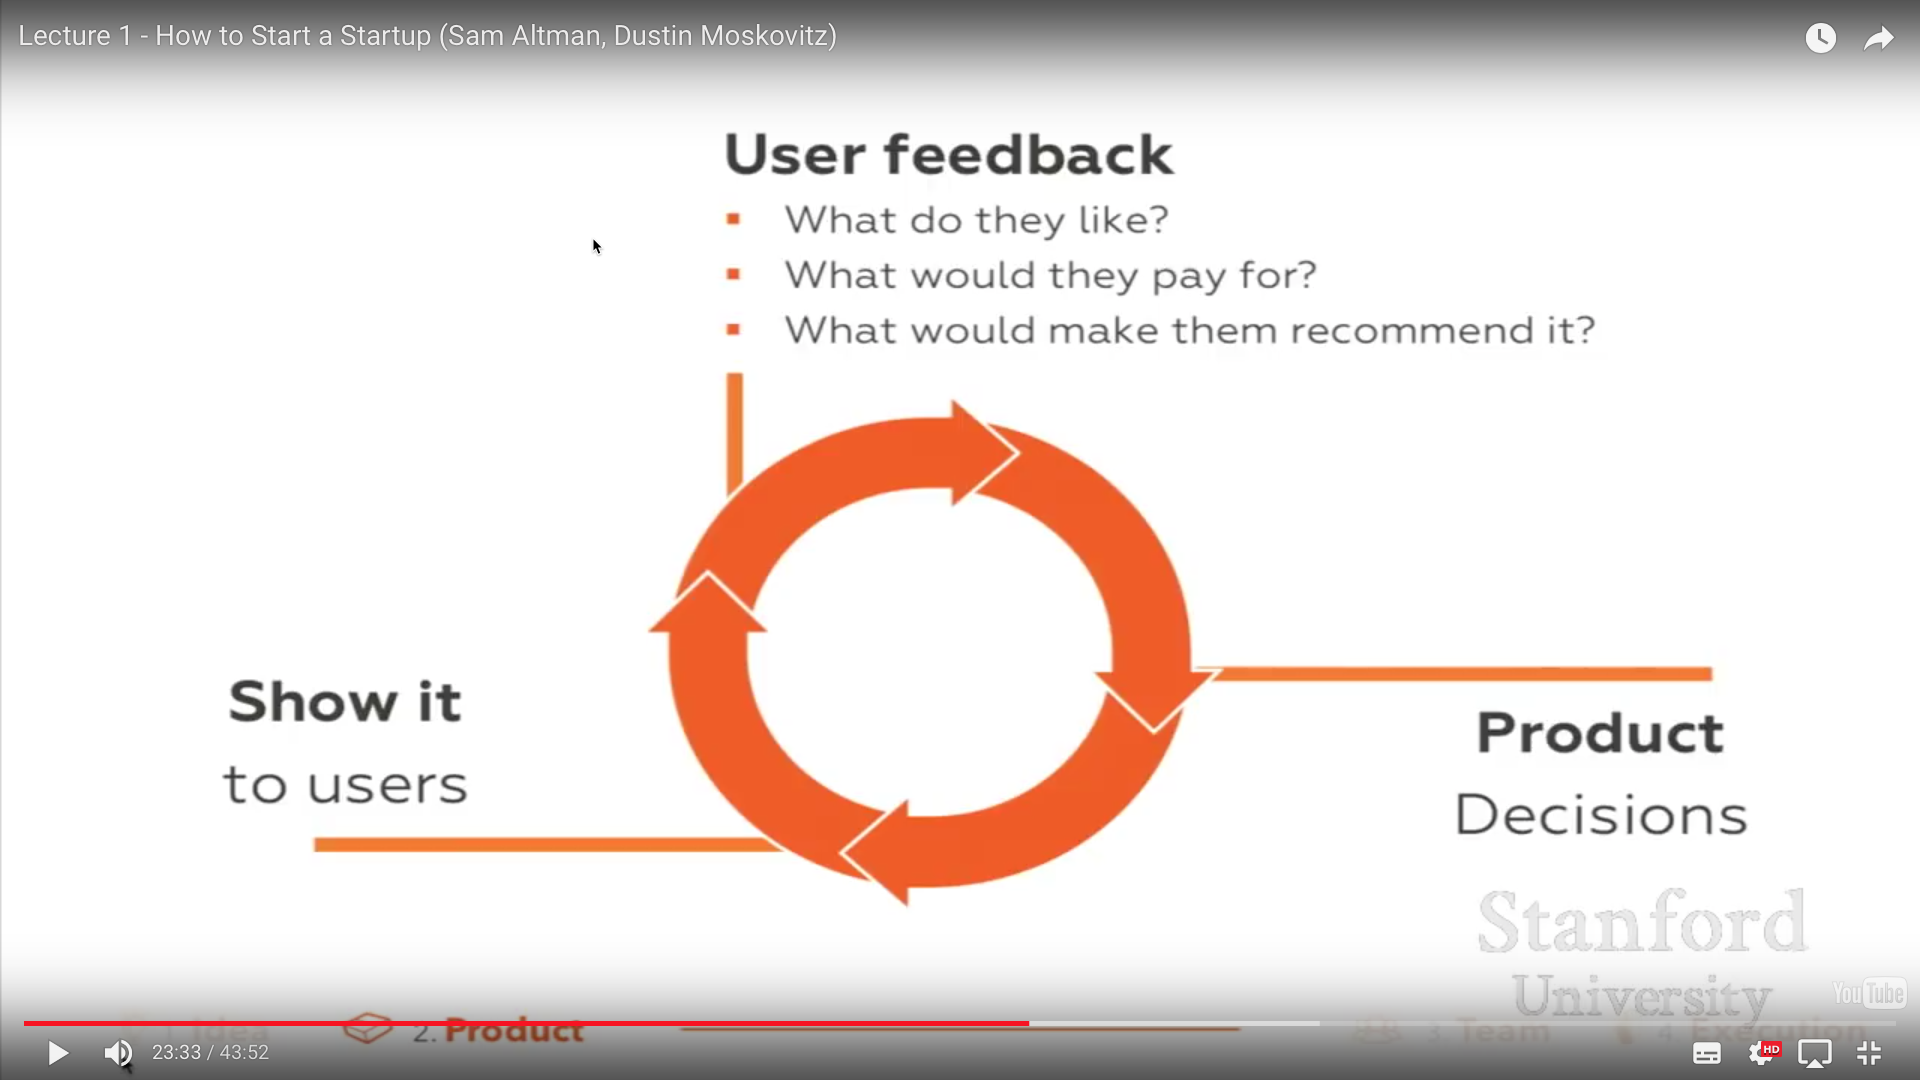 Lecture 1 - How to Start a Startup (Sam Altman, Dustin Moskovitz)
User feedback
What do they like?
What would they pay for?
What would make them recommend it?
Show it
to users
Product
Decisions
Stanford
University
YouTube
1. Idea
2. Product
3 Team
4. Execution
23:33 / 43:52
HD